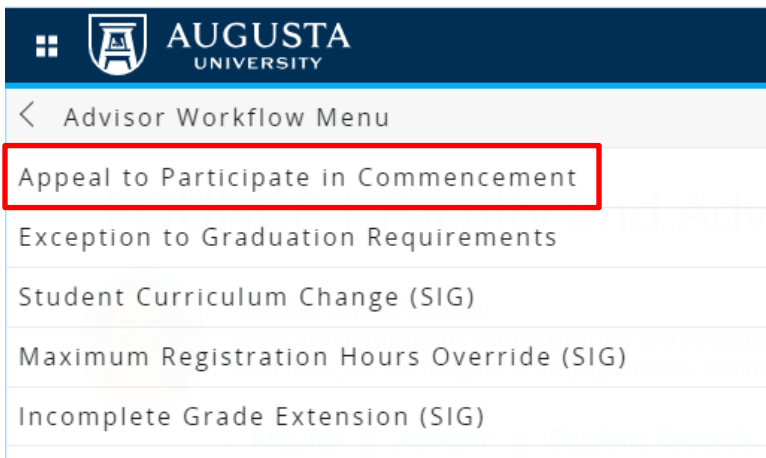 AUGUSTA
UNIVERSITY
Advisor Workflow Menu
Appeal to Participate in Commencement
Exception to Graduation Requirements
Student Curriculum Change (SIG)
Maximum Registration Hours Override (SIG)
Incomplete Grade Extension (SIG)